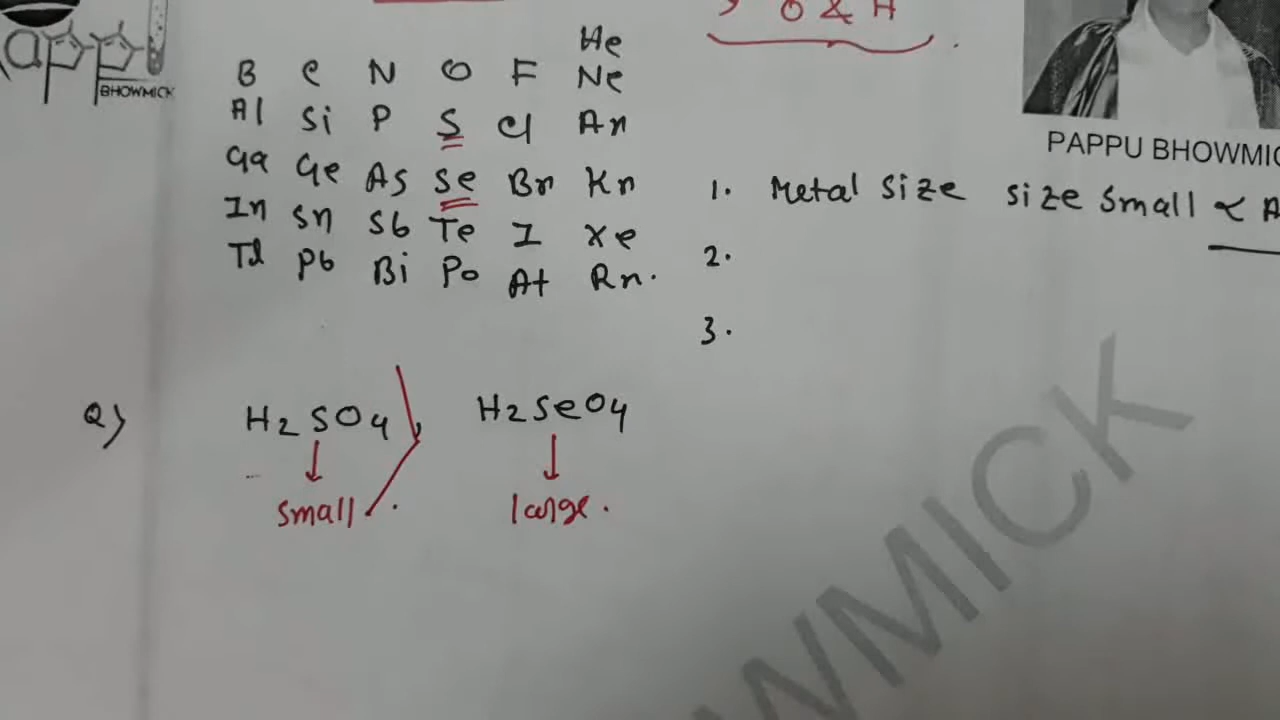 O & H
He
B C N O F Ne
BHOWMICK
Al Si P S Cl Ar
PAPPU BHOWMIC
Ga Ge As Se Br Kr
1. Metal size size small ∝ A
In Sn Sb Te I Xe
2.
Tl Pb Bi Po At Rn.
3.
Q) H2SO4 , H2SeO4
small large.
WMICK